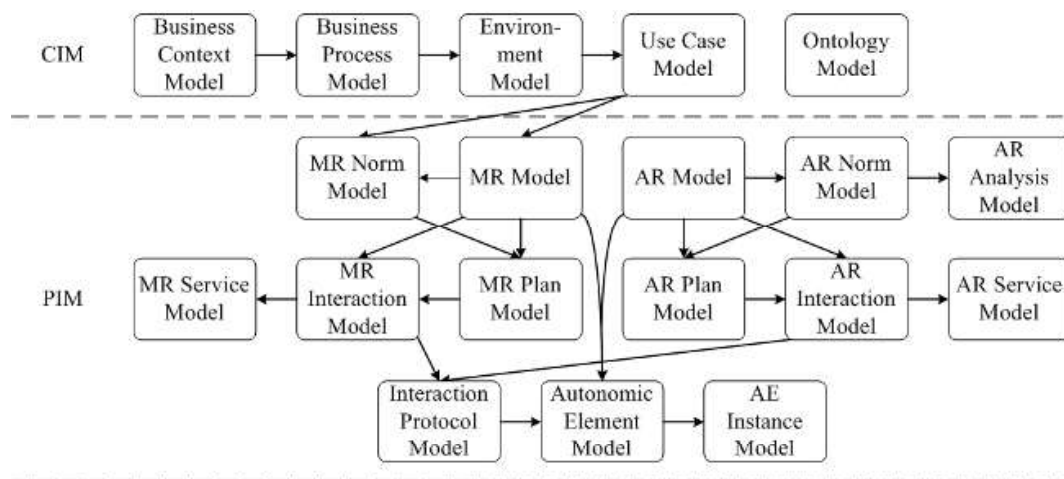 CIM
Business
Context
Model
Business
Process
Model
Environ-
ment
Model
Use Case
Model
Ontology
Model
MR Norm
Model
MR Model
AR Model
AR Norm
Model
AR
Analysis
Model
PIM
MR Service
Model
MR
Interaction
Model
MR Plan
Model
AR Plan
Model
AR
Interaction
Model
AR Service
Model
Interaction
Protocol
Model
Autonomic
Element
Model
AE
Instance
Model